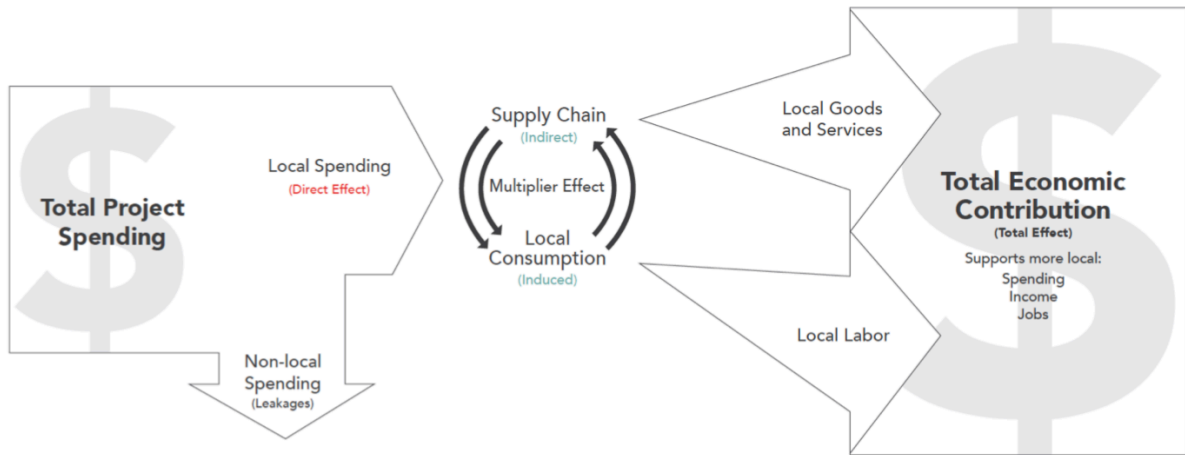 Total Project
Spending
Local Spending
(Direct Effect)
Non-local
Spending
(Leakages)
Supply Chain
(Indirect)
Multiplier Effect
Local
Consumption
(Induced)
Local Goods
and Services
Local Labor
Total Economic
Contribution
(Total Effect)
Supports more local:
Spending
Income
Jobs